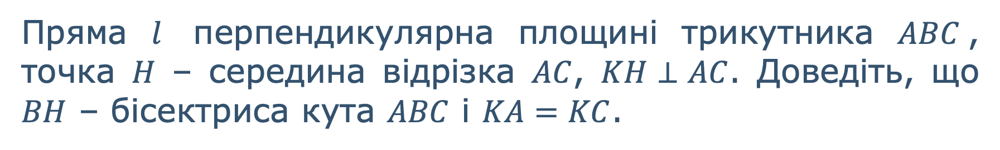 Пряма l перпендикулярна площині трикутника ABC ,
точка H – середина відрізка AC, KH ⊥ AC. Доведіть, що
BH – бісектриса кута ABC і KA = KC.